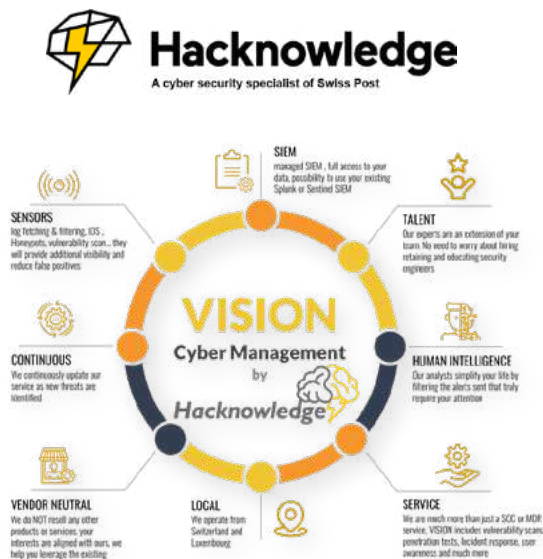 Hacknowledge
A cyber security specialist of Swiss Post
SIEM
managed SIEM , full access to your
data, possibility to use your existing
Splunk or Sentinel SIEM
SENSORS
log fetching & filtering, IDS ,
Honeypots, vulnerability scan... they
will provide additional visibility and
reduce false positives
TALENT
Our experts are an extension of your
team. No need to worry about hiring
retaining and educating security
engineers
VISION
Cyber Management
by
Hacknowledge
CONTINUOUS
We continously update our
service as new threats are
identified
HUMAN INTELLIGENCE
Our analysts simplify your life by
filtering the alerts sent that truly
require your attention
VENDOR NEUTRAL
We do NOT resell any other
products or services, your
interests are aligned with ours, we
help you leverage the existing
LOCAL
We operate from
Switzerland and
Luxembourg
SERVICE
We are much more than just a SOC or MDR
service, VISION includes vulnerability scans,
penetration tests, incident response, user
awareness and much more